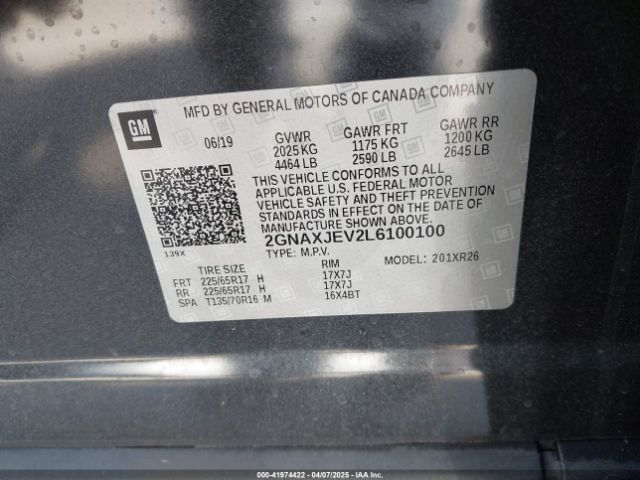 MFD BY GENERAL MOTORS OF CANADA COMPANY
GM
06/19
GVWR GAWR FRT GAWR RR
2025 KG 1175 KG 1200 KG
4464 LB 2590 LB 2645 LB
THIS VEHICLE CONFORMS TO ALL
APPLICABLE U.S. FEDERAL MOTOR
VEHICLE SAFETY AND THEFT PREVENTION
STANDARDS IN EFFECT ON THE DATE OF
MANUFACTURE SHOWN ABOVE.
2GNAXJEV2L6100100
139X
TYPE: M.P.V. MODEL: 201XR26
TIRE SIZE RIM
FRT 225/65R17 H 17X7J
RR 225/65R17 H 17X7J
SPA T135/70R16 M 16X4BT
000-41974422 | 04/07/2025 - IAA Inc.